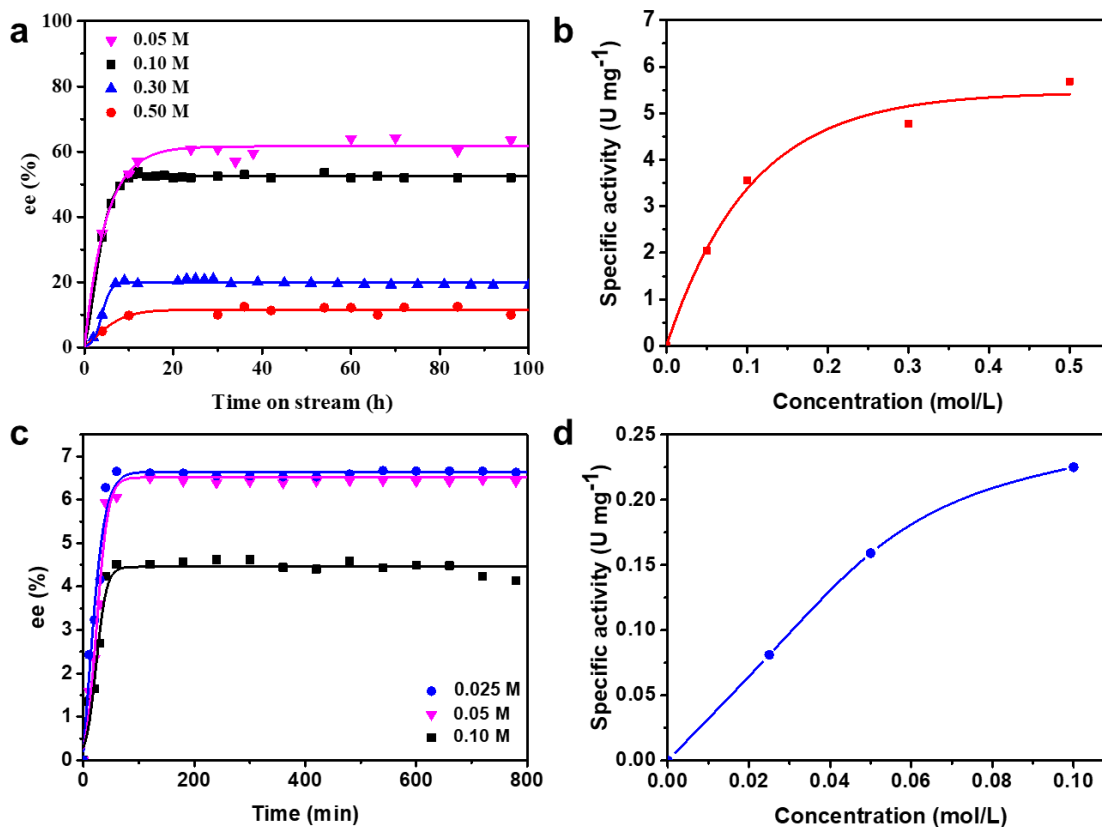 a
0.05 M
0.10 M
0.30 M
0.50 M
ee (%)
100
80
60
40
20
0
0 20 40 60 80 100
Time on stream (h)
b
Specific activity (U mg-1)
7
6
5
4
3
2
1
0
0.0 0.1 0.2 0.3 0.4 0.5
Concentration (mol/L)
c
ee (%)
7
6
5
4
3
2
1
0
0 200 400 600 800
0.025 M
0.05 M
0.10 M
Time (min)
d
Specific activity (U mg-1)
0.25
0.20
0.15
0.10
0.05
0.00
0.00 0.02 0.04 0.06 0.08 0.10
Concentration (mol/L)